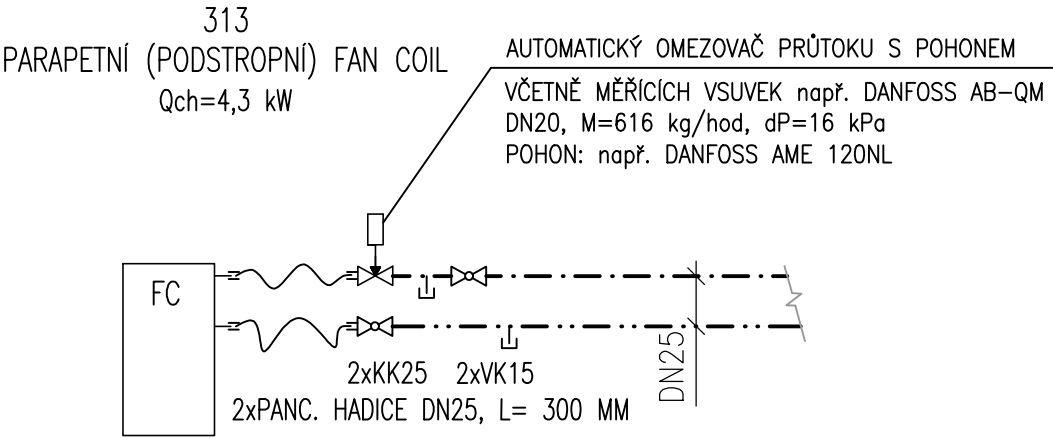 313
PARAPETNÍ (PODSTROPNÍ) FAN COIL
Qch=4,3 kW
AUTOMATICKÝ OMEZOVAČ PRŮTOKU S POHONEM
VČETNĚ MĚŘÍCÍCH VSUVEK např. DANFOSS AB-QM
DN20, M=616 kg/hod, dP=16 kPa
POHON: např. DANFOSS AME 120NL
FC
2xKK25 2xVK15
2xPANC. HADICE DN25, L= 300 MM
DN25